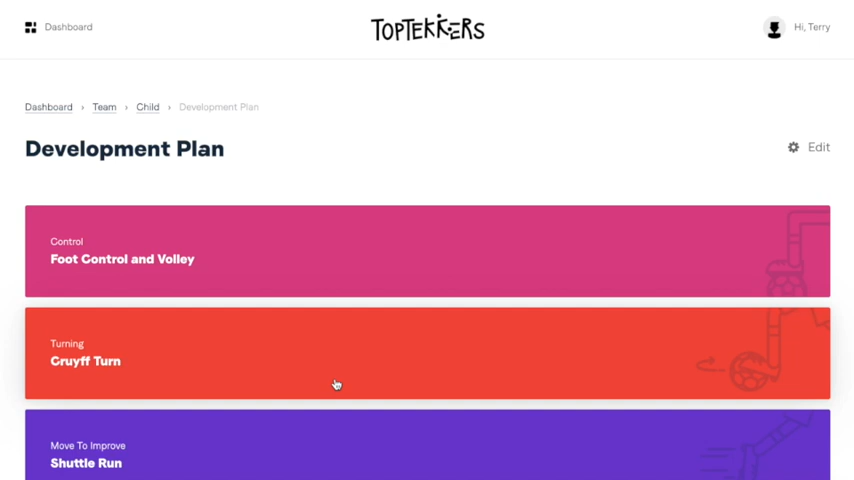 Dashboard
TOPTEKKERS
Hi, Terry
Dashboard › Team › Child › Development Plan
Development Plan
Edit
Control
Foot Control and Volley
Turning
Cruyff Turn
Move To Improve
Shuttle Run